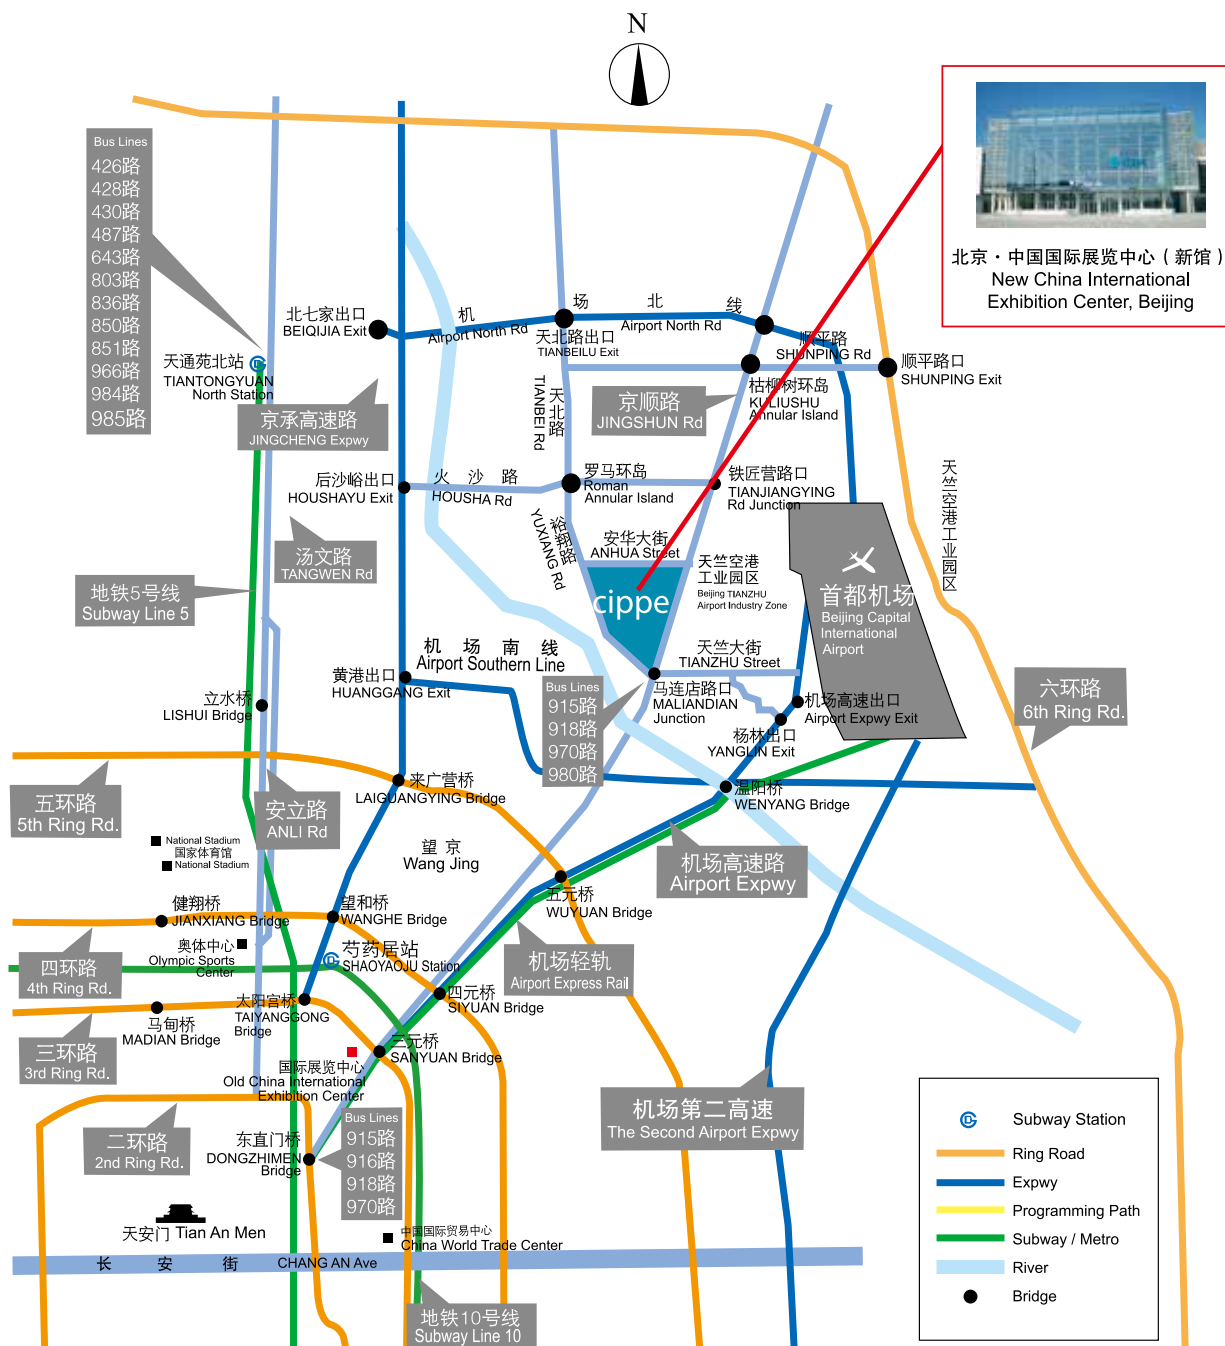 N
Bus Lines
426路
428路
430路
487路
643路
803路
836路
850路
851路
966路
984路
985路
北京·中国国际展览中心（新馆）
New China International
Exhibition Center, Beijing
北七家出口
BEIQIJIA Exit
机场北线
Airport North Rd
Airport North Rd
天北路出口
TIANBEILU Exit
顺平路
SHUNPING Rd
顺平路口
SHUNPING Exit
天通苑北站
TIANTONGYUAN
North Station
京承高速路
JINGCHENG Expwy
天北路
TIANBEI Rd
京顺路
JINGSHUN Rd
枯柳树环岛
KULIUSHU
Annular Island
后沙峪出口
HOUSHAYU Exit
火沙路
HOUSHA Rd
罗马环岛
Roman
Annular Island
铁匠营路口
TIANJIANGYING
Rd Junction
天竺空港工业园区
汤文路
TANGWEN Rd
裕翔路
YUXIANG Rd
安华大街
ANHUA Street
天竺空港
工业园区
Beijing TIANZHU
Airport Industry Zone
首都机场
Beijing Capital
International
Airport
地铁5号线
Subway Line 5
cippe
机场南线
Airport Southern Line
天竺大街
TIANZHU Street
黄港出口
HUANGGANG Exit
Bus Lines
915路
918路
970路
980路
马连店路口
MALIANDIAN
Junction
机场高速出口
Airport Expwy Exit
六环路
6th Ring Rd.
立水桥
LISHUI Bridge
杨林出口
YANGLIN Exit
五环路
5th Ring Rd.
安立路
ANLI Rd
来广营桥
LAIGUANGYING Bridge
温阳桥
WENYANG Bridge
National Stadium
国家体育馆
National Stadium
望京
Wang Jing
机场高速路
Airport Expwy
健翔桥
JIANXIANG Bridge
望和桥
WANGHE Bridge
五元桥
WUYUAN Bridge
奥体中心
Olympic Sports
Center
芍药居站
SHAOYAOJU Station
机场轻轨
Airport Express Rail
四环路
4th Ring Rd.
四元桥
SIYUAN Bridge
太阳宫桥
TAIYANGGONG
Bridge
马甸桥
MADIAN Bridge
三环路
3rd Ring Rd.
三元桥
SANYUAN Bridge
国际展览中心
Old China International
Exhibition Center
机场第二高速
The Second Airport Expwy
二环路
2nd Ring Rd.
东直门桥
DONGZHIMEN
Bridge
Bus Lines
915路
916路
918路
970路
天安门 Tian An Men
中国国际贸易中心
China World Trade Center
长安街 CHANG AN Ave
地铁10号线
Subway Line 10
Subway Station
Ring Road
Expwy
Programming Path
Subway / Metro
River
Bridge